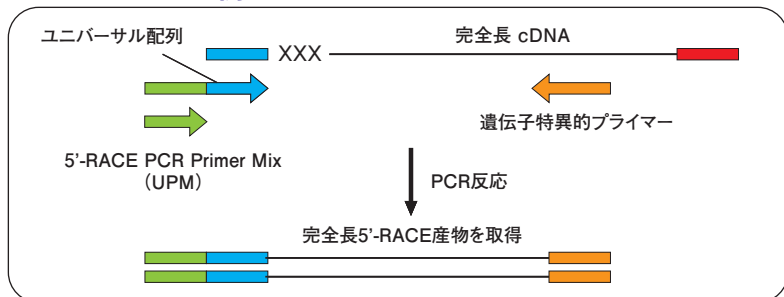 ユニバーサル配列
XXX
完全長 cDNA
遺伝子特異的プライマー
5'-RACE PCR Primer Mix
（UPM）
PCR反応
完全長5'-RACE産物を取得